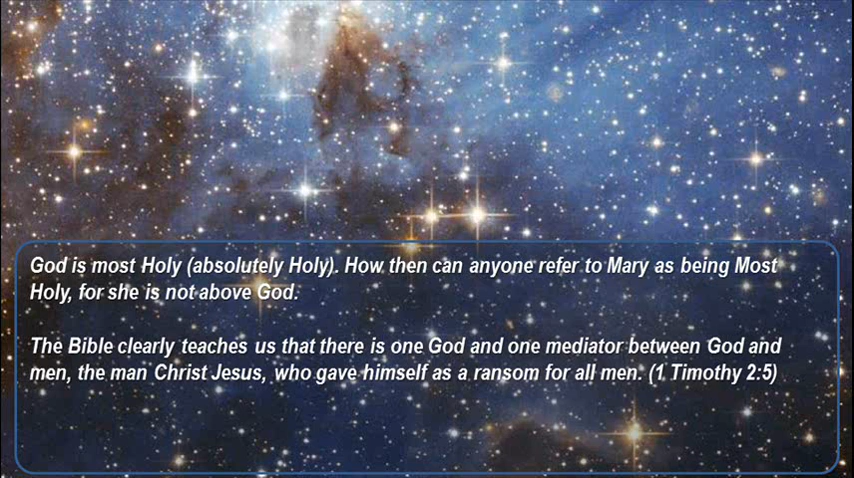 God is most Holy (absolutely Holy). How then can anyone refer to Mary as being Most
Holy, for she is not above God.
The Bible clearly teaches us that there is one God and one mediator between God and
men, the man Christ Jesus, who gave himself as a ransom for all men. (1 Timothy 2:5)